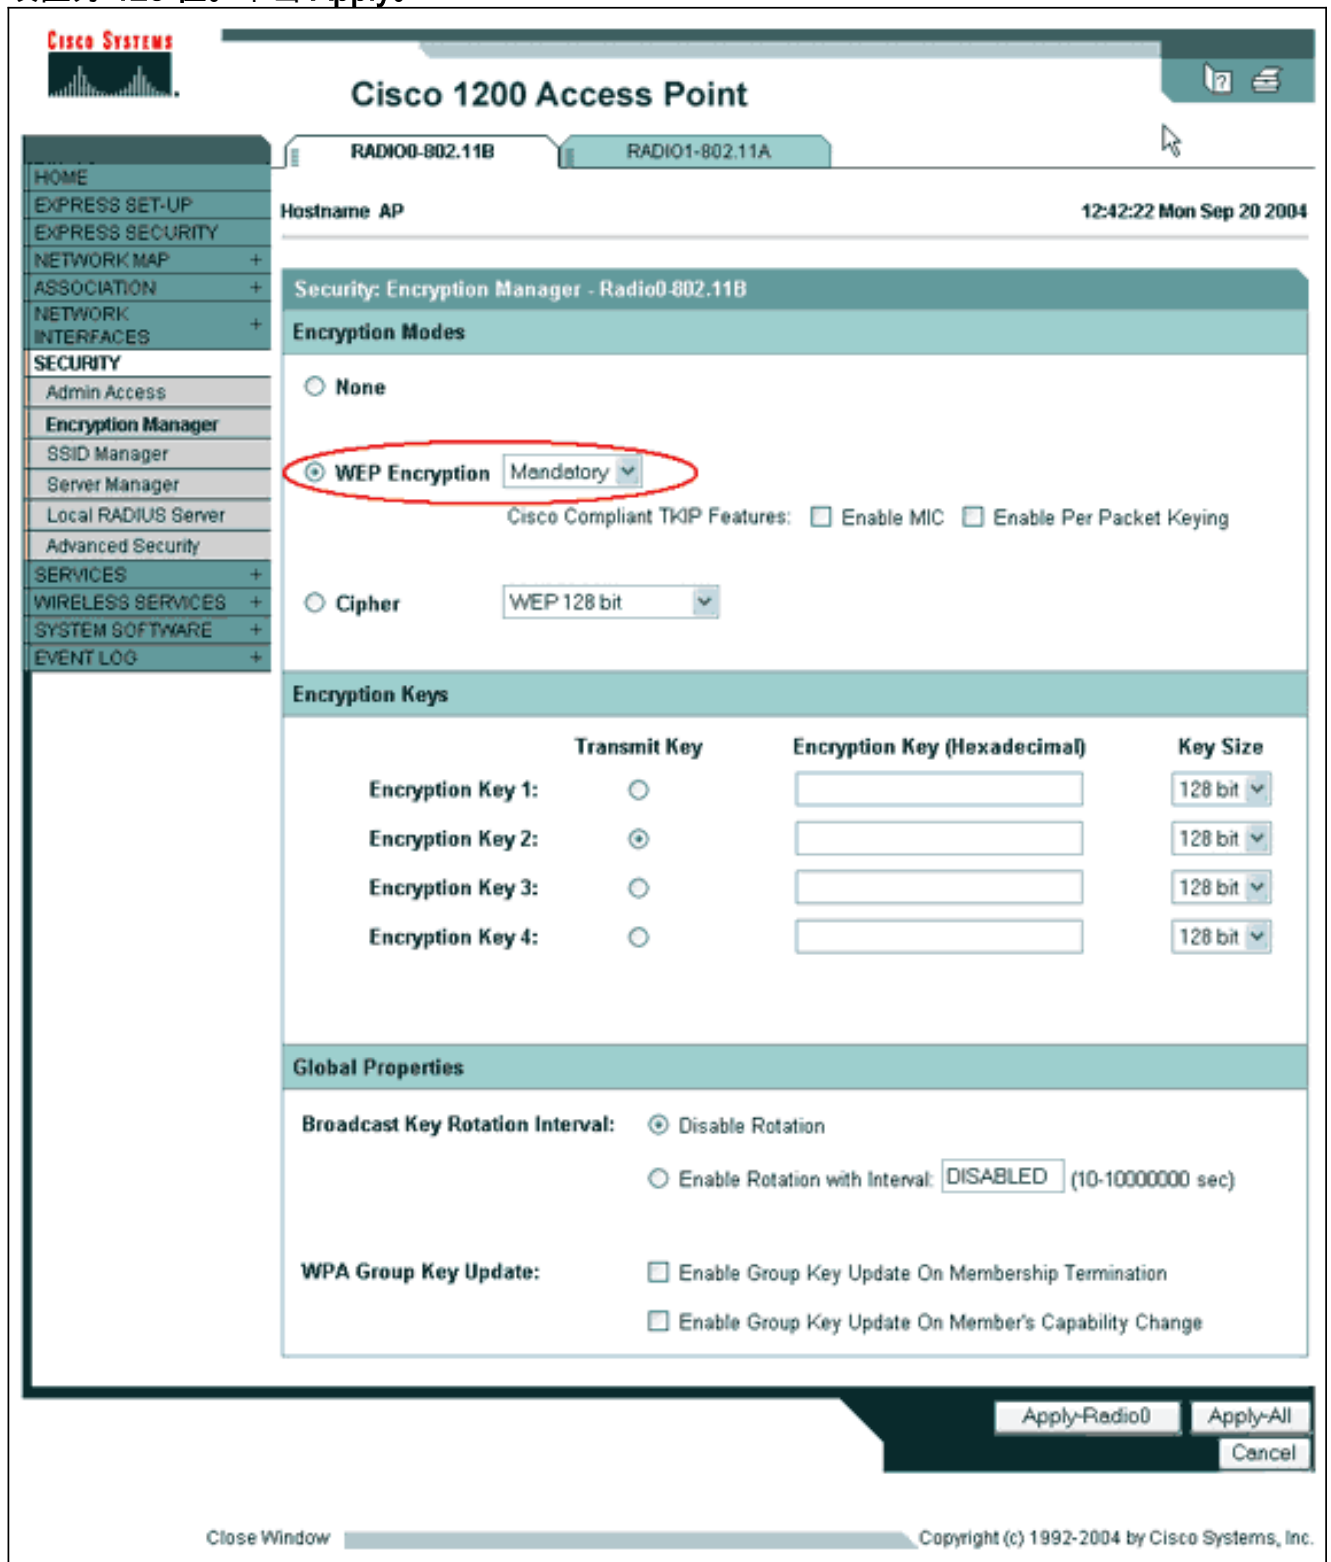 128
Apply。
CISCO SYSTEMS
Cisco 1200 Access Point
RADIO0-802.11B
RADIO1-802.11A
HOME
EXPRESS SET-UP
EXPRESS SECURITY
NETWORK MAP +
ASSOCIATION +
NETWORK
INTERFACES +
SECURITY
Admin Access
Encryption Manager
SSID Manager
Server Manager
Local RADIUS Server
Advanced Security
SERVICES +
WIRELESS SERVICES +
SYSTEM SOFTWARE +
EVENT LOG +
Hostname AP
12:42:22 Mon Sep 20 2004
Security: Encryption Manager - Radio0-802.11B
Encryption Modes
None
WEP Encryption Mandatory
Cisco Compliant TKIP Features: Enable MIC Enable Per Packet Keying
Cipher WEP 128 bit
Encryption Keys
Transmit Key Encryption Key (Hexadecimal) Key Size
Encryption Key 1: 128 bit
Encryption Key 2: 128 bit
Encryption Key 3: 128 bit
Encryption Key 4: 128 bit
Global Properties
Broadcast Key Rotation Interval: Disable Rotation
Enable Rotation with Interval: DISABLED (10-10000000 sec)
WPA Group Key Update: Enable Group Key Update On Membership Termination
Enable Group Key Update On Member's Capability Change
Apply-Radio0 Apply-All
Cancel
Close Window
Copyright (c) 1992-2004 by Cisco Systems, Inc.